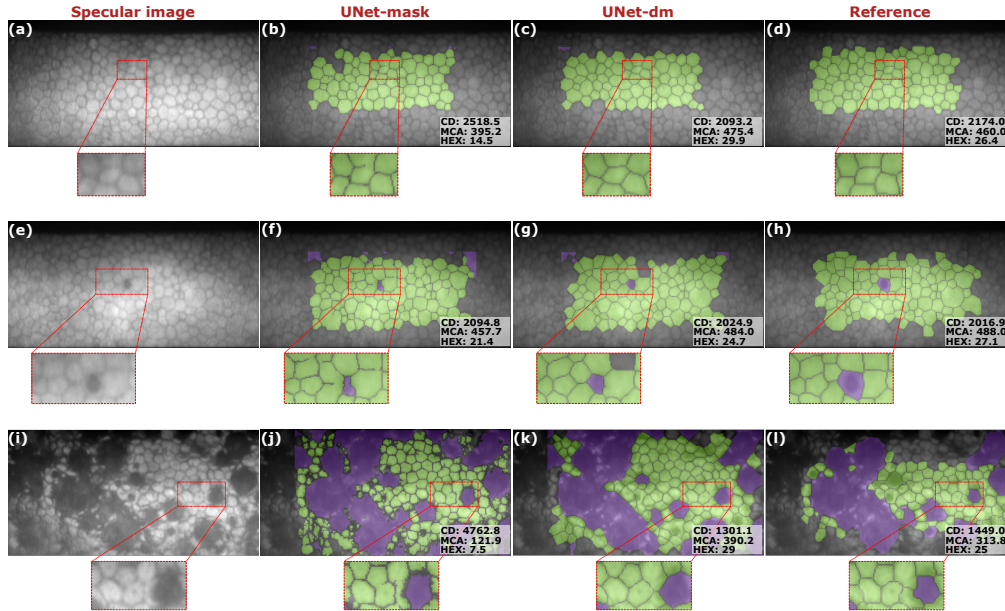 Specular image
UNet-mask
UNet-dm
Reference
(a)
(b)
(c)
(d)
CD: 2518.5
MCA: 395.2
HEX: 14.5
CD: 2093.2
MCA: 475.4
HEX: 29.9
CD: 2174.0
MCA: 460.0
HEX: 26.4
(e)
(f)
(g)
(h)
CD: 2094.8
MCA: 457.7
HEX: 21.4
CD: 2024.9
MCA: 484.0
HEX: 24.7
CD: 2016.9
MCA: 488.0
HEX: 27.1
(i)
(j)
(k)
(l)
CD: 4762.8
MCA: 121.9
HEX: 7.5
CD: 1301.1
MCA: 390.2
HEX: 29
CD: 1449.0
MCA: 313.8
HEX: 25